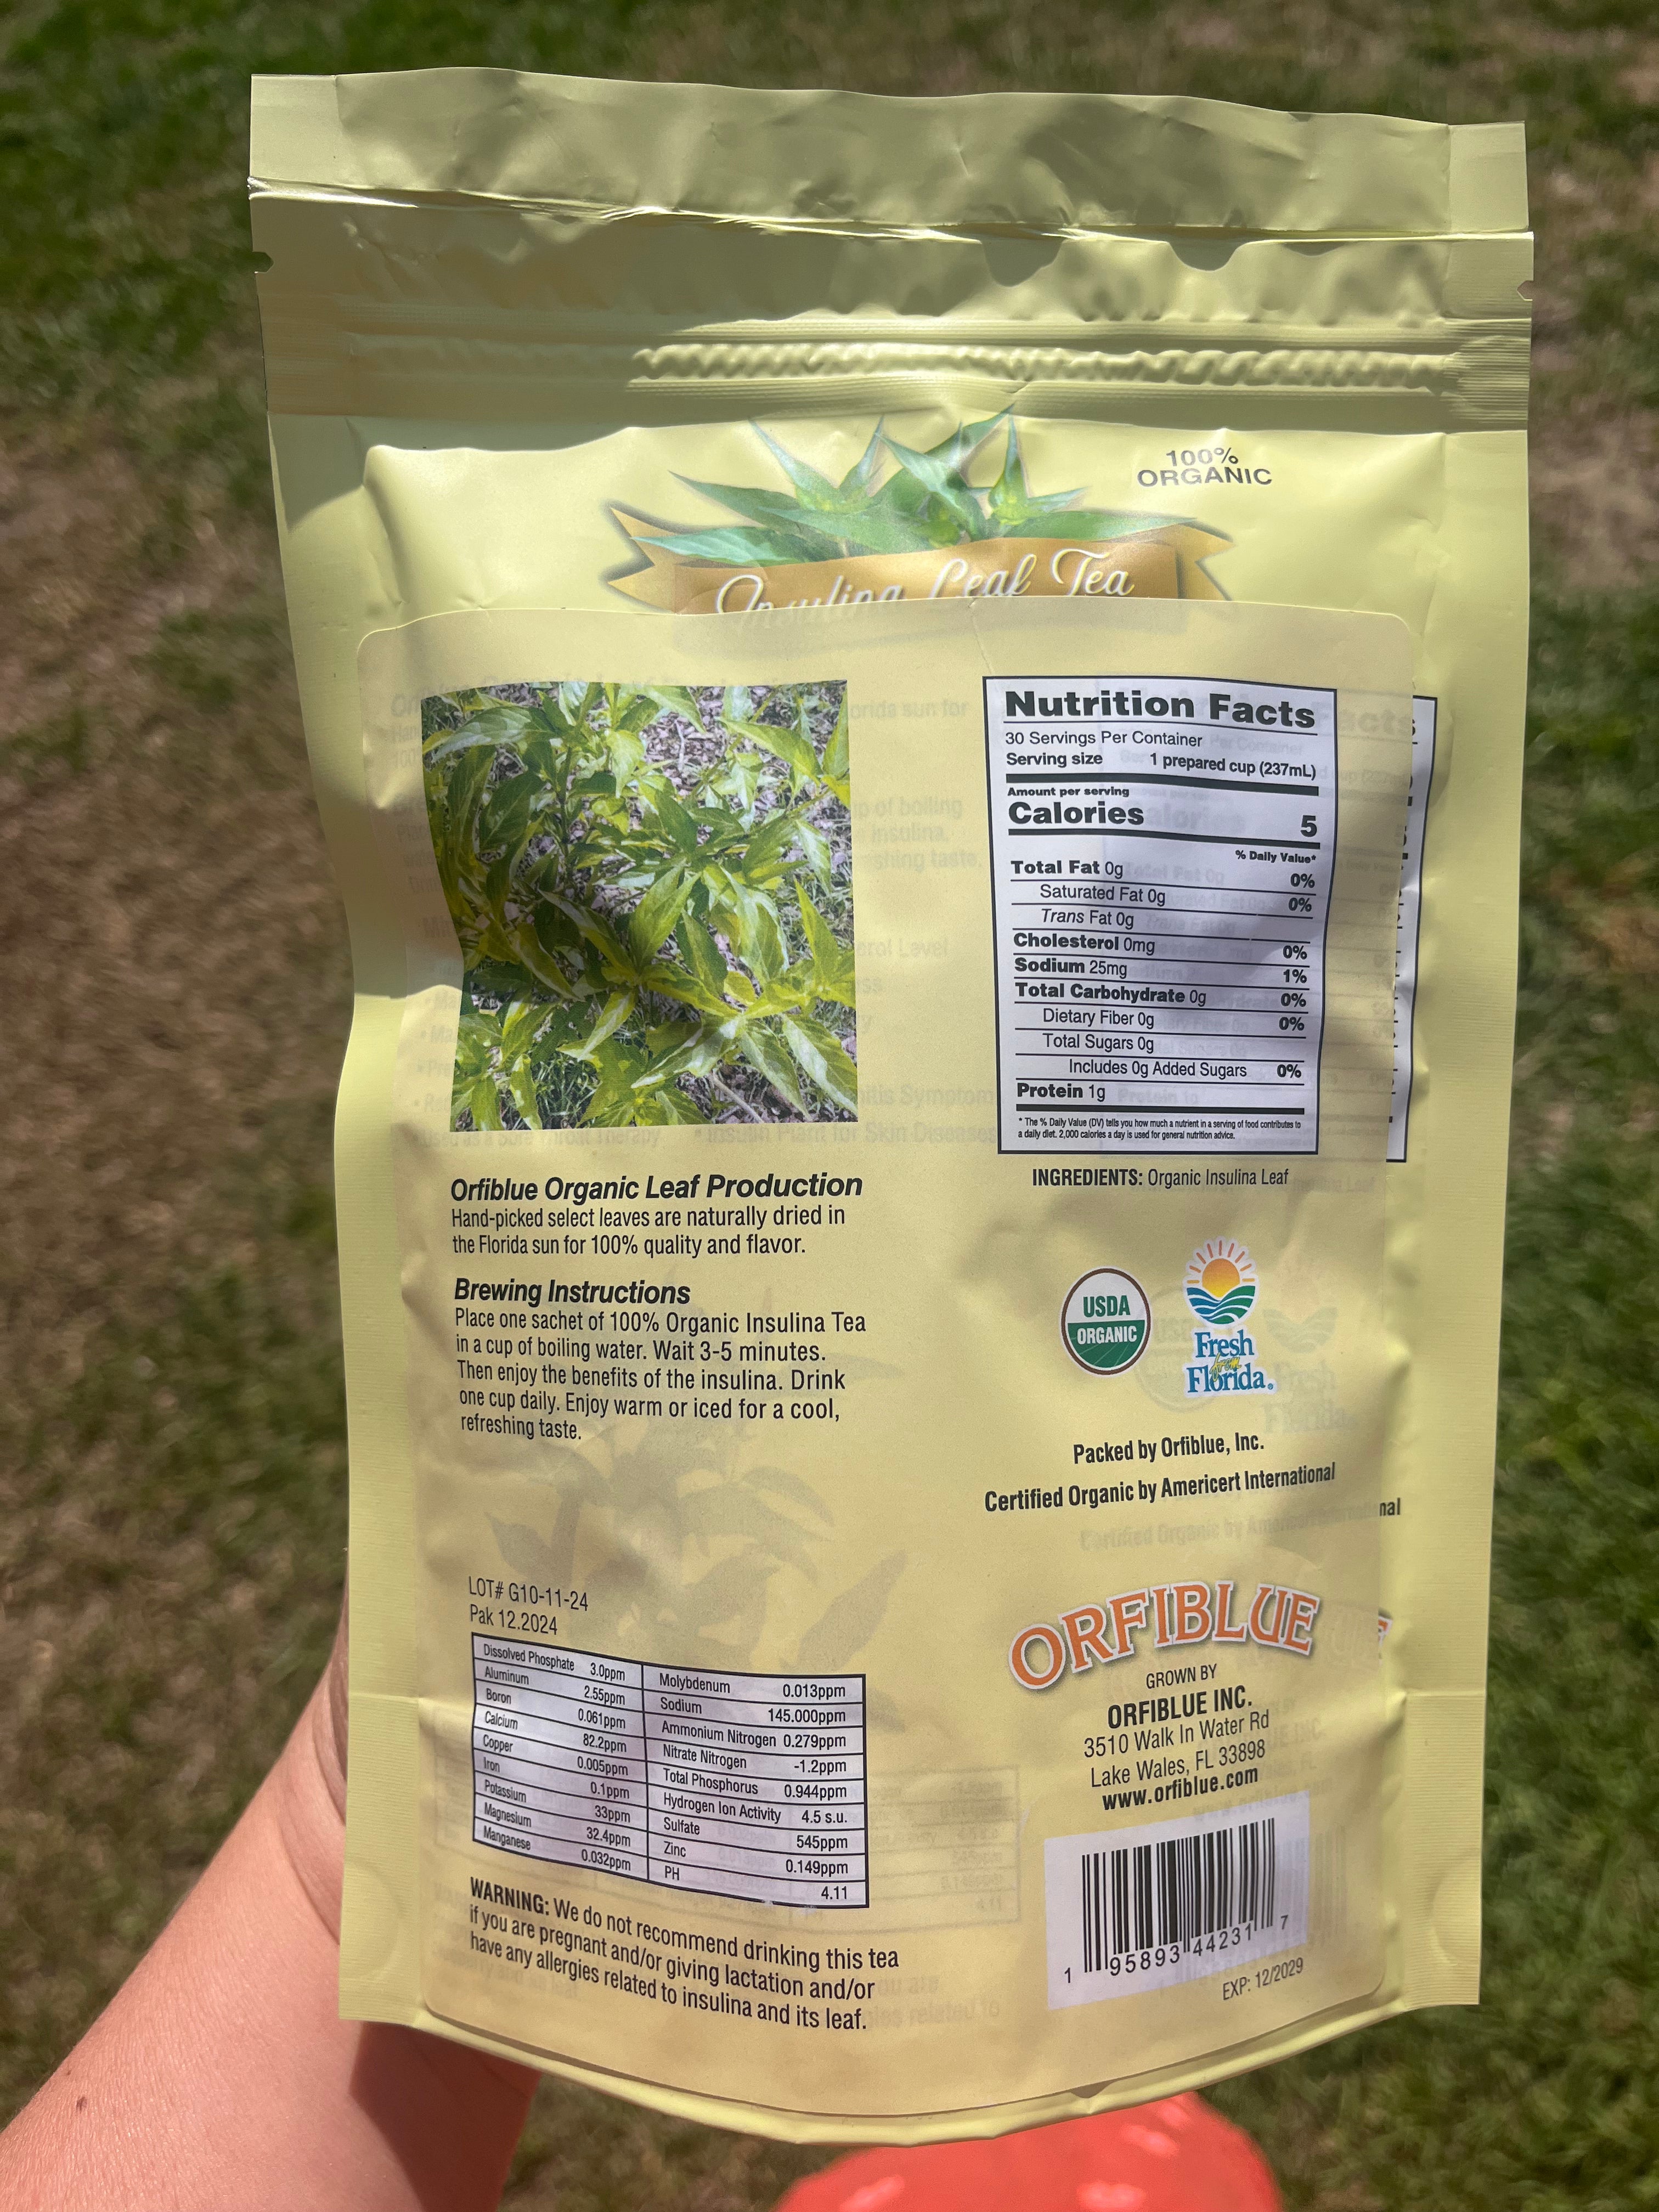 100%
ORGANIC
Insulina Leaf Tea
Nutrition Facts
30 Servings Per Container
Serving size 1 prepared cup (237mL)
Amount per serving
Calories 5
% Daily Value*
Total Fat 0g 0%
Saturated Fat 0g 0%
Trans Fat 0g
Cholesterol 0mg 0%
Sodium 25mg 1%
Total Carbohydrate 0g 0%
Dietary Fiber 0g 0%
Total Sugars 0g
Includes 0g Added Sugars 0%
Protein 1g
* The % Daily Value (DV) tells you how much a nutrient in a serving of food contributes to
a daily diet. 2,000 calories a day is used for general nutrition advice.
INGREDIENTS: Organic Insulina Leaf
Orfiblue Organic Leaf Production
Hand-picked select leaves are naturally dried in
the Florida sun for 100% quality and flavor.
Brewing Instructions
Place one sachet of 100% Organic Insulina Tea
in a cup of boiling water. Wait 3-5 minutes.
Then enjoy the benefits of the insulina. Drink
one cup daily. Enjoy warm or iced for a cool,
refreshing taste.
USDA
ORGANIC
Fresh
from
Florida®
Packed by Orfiblue, Inc.
Certified Organic by Americert International
nal
LOT# G10-11-24
Pak 12.2024
Dissolved Phosphate 3.0ppm
Aluminum 2.55ppm
Boron 0.061ppm
Calcium 82.2ppm
Copper 0.005ppm
Iron 0.1ppm
Potassium 33ppm
Magnesium 32.4ppm
Manganese 0.032ppm
Molybdenum 0.013ppm
Sodium 145.000ppm
Ammonium Nitrogen 0.279ppm
Nitrate Nitrogen -1.2ppm
Total Phosphorus 0.944ppm
Hydrogen Ion Activity 4.5 s.u.
Sulfate 545ppm
Zinc 0.149ppm
PH 4.11
WARNING: We do not recommend drinking this tea
if you are pregnant and/or giving lactation and/or
have any allergies related to insulina and its leaf.
ORFIBLUE
GROWN BY
ORFIBLUE INC.
3510 Walk In Water Rd
Lake Wales, FL 33898
www.orfiblue.com
1 95893 44231 7
EXP: 12/2029